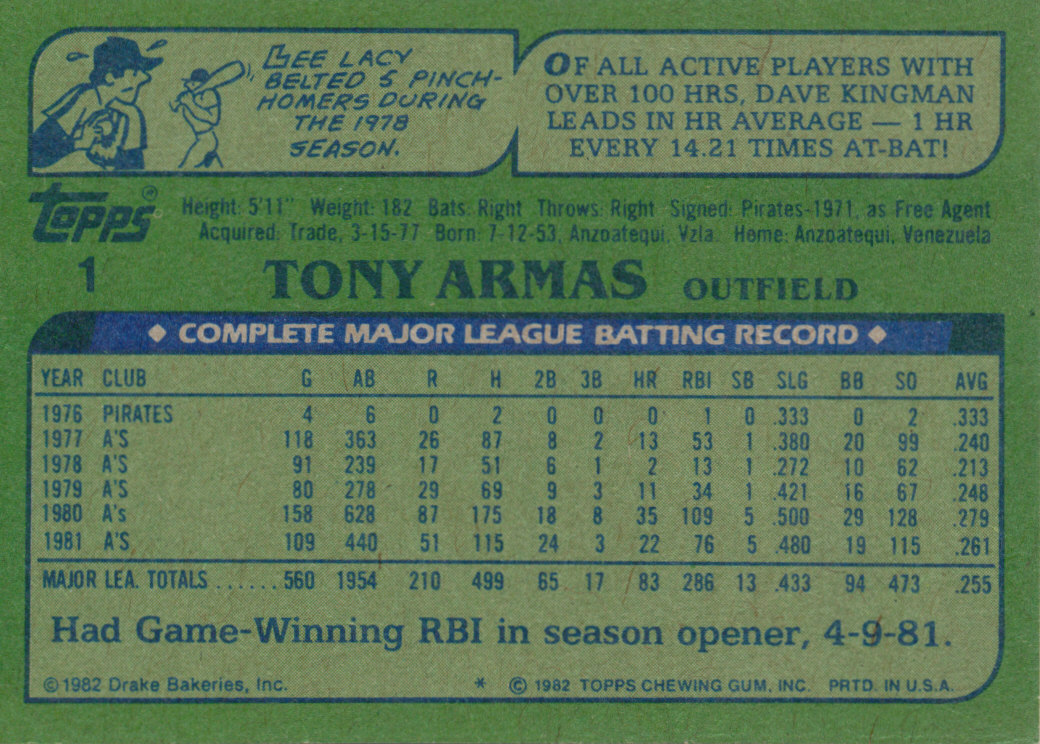 LEE LACY
BELTED 5 PINCH-
HOMERS DURING
THE 1978
SEASON.
OF ALL ACTIVE PLAYERS WITH
OVER 100 HRS, DAVE KINGMAN
LEADS IN HR AVERAGE — 1 HR
EVERY 14.21 TIMES AT-BAT!
Topps®
Height: 5'11" Weight: 182 Bats: Right Throws: Right Signed: Pirates-1971, as Free Agent
Acquired: Trade, 3-15-77 Born: 7-12-53, Anzoatequi, Vzla. Home: Anzoatequi, Venezuela
1 TONY ARMAS OUTFIELD
◆ COMPLETE MAJOR LEAGUE BATTING RECORD ◆
YEAR CLUB G AB R H 2B 3B HR RBI SB SLG BB SO AVG
1976 PIRATES 4 6 0 2 0 0 0 1 0 .333 0 2 .333
1977 A'S 118 363 26 87 8 2 13 53 1 .380 20 99 .240
1978 A'S 91 239 17 51 6 1 2 13 1 .272 10 62 .213
1979 A'S 80 278 29 69 9 3 11 34 1 .421 16 67 .248
1980 A's 158 628 87 175 18 8 35 109 5 .500 29 128 .279
1981 A'S 109 440 51 115 24 3 22 76 5 .480 19 115 .261
MAJOR LEA. TOTALS ......560 1954 210 499 65 17 83 286 13 .433 94 473 .255
Had Game-Winning RBI in season opener, 4-9-81.
© 1982 Drake Bakeries, Inc. * © 1982 TOPPS CHEWING GUM, INC. PRTD. IN U.S.A.